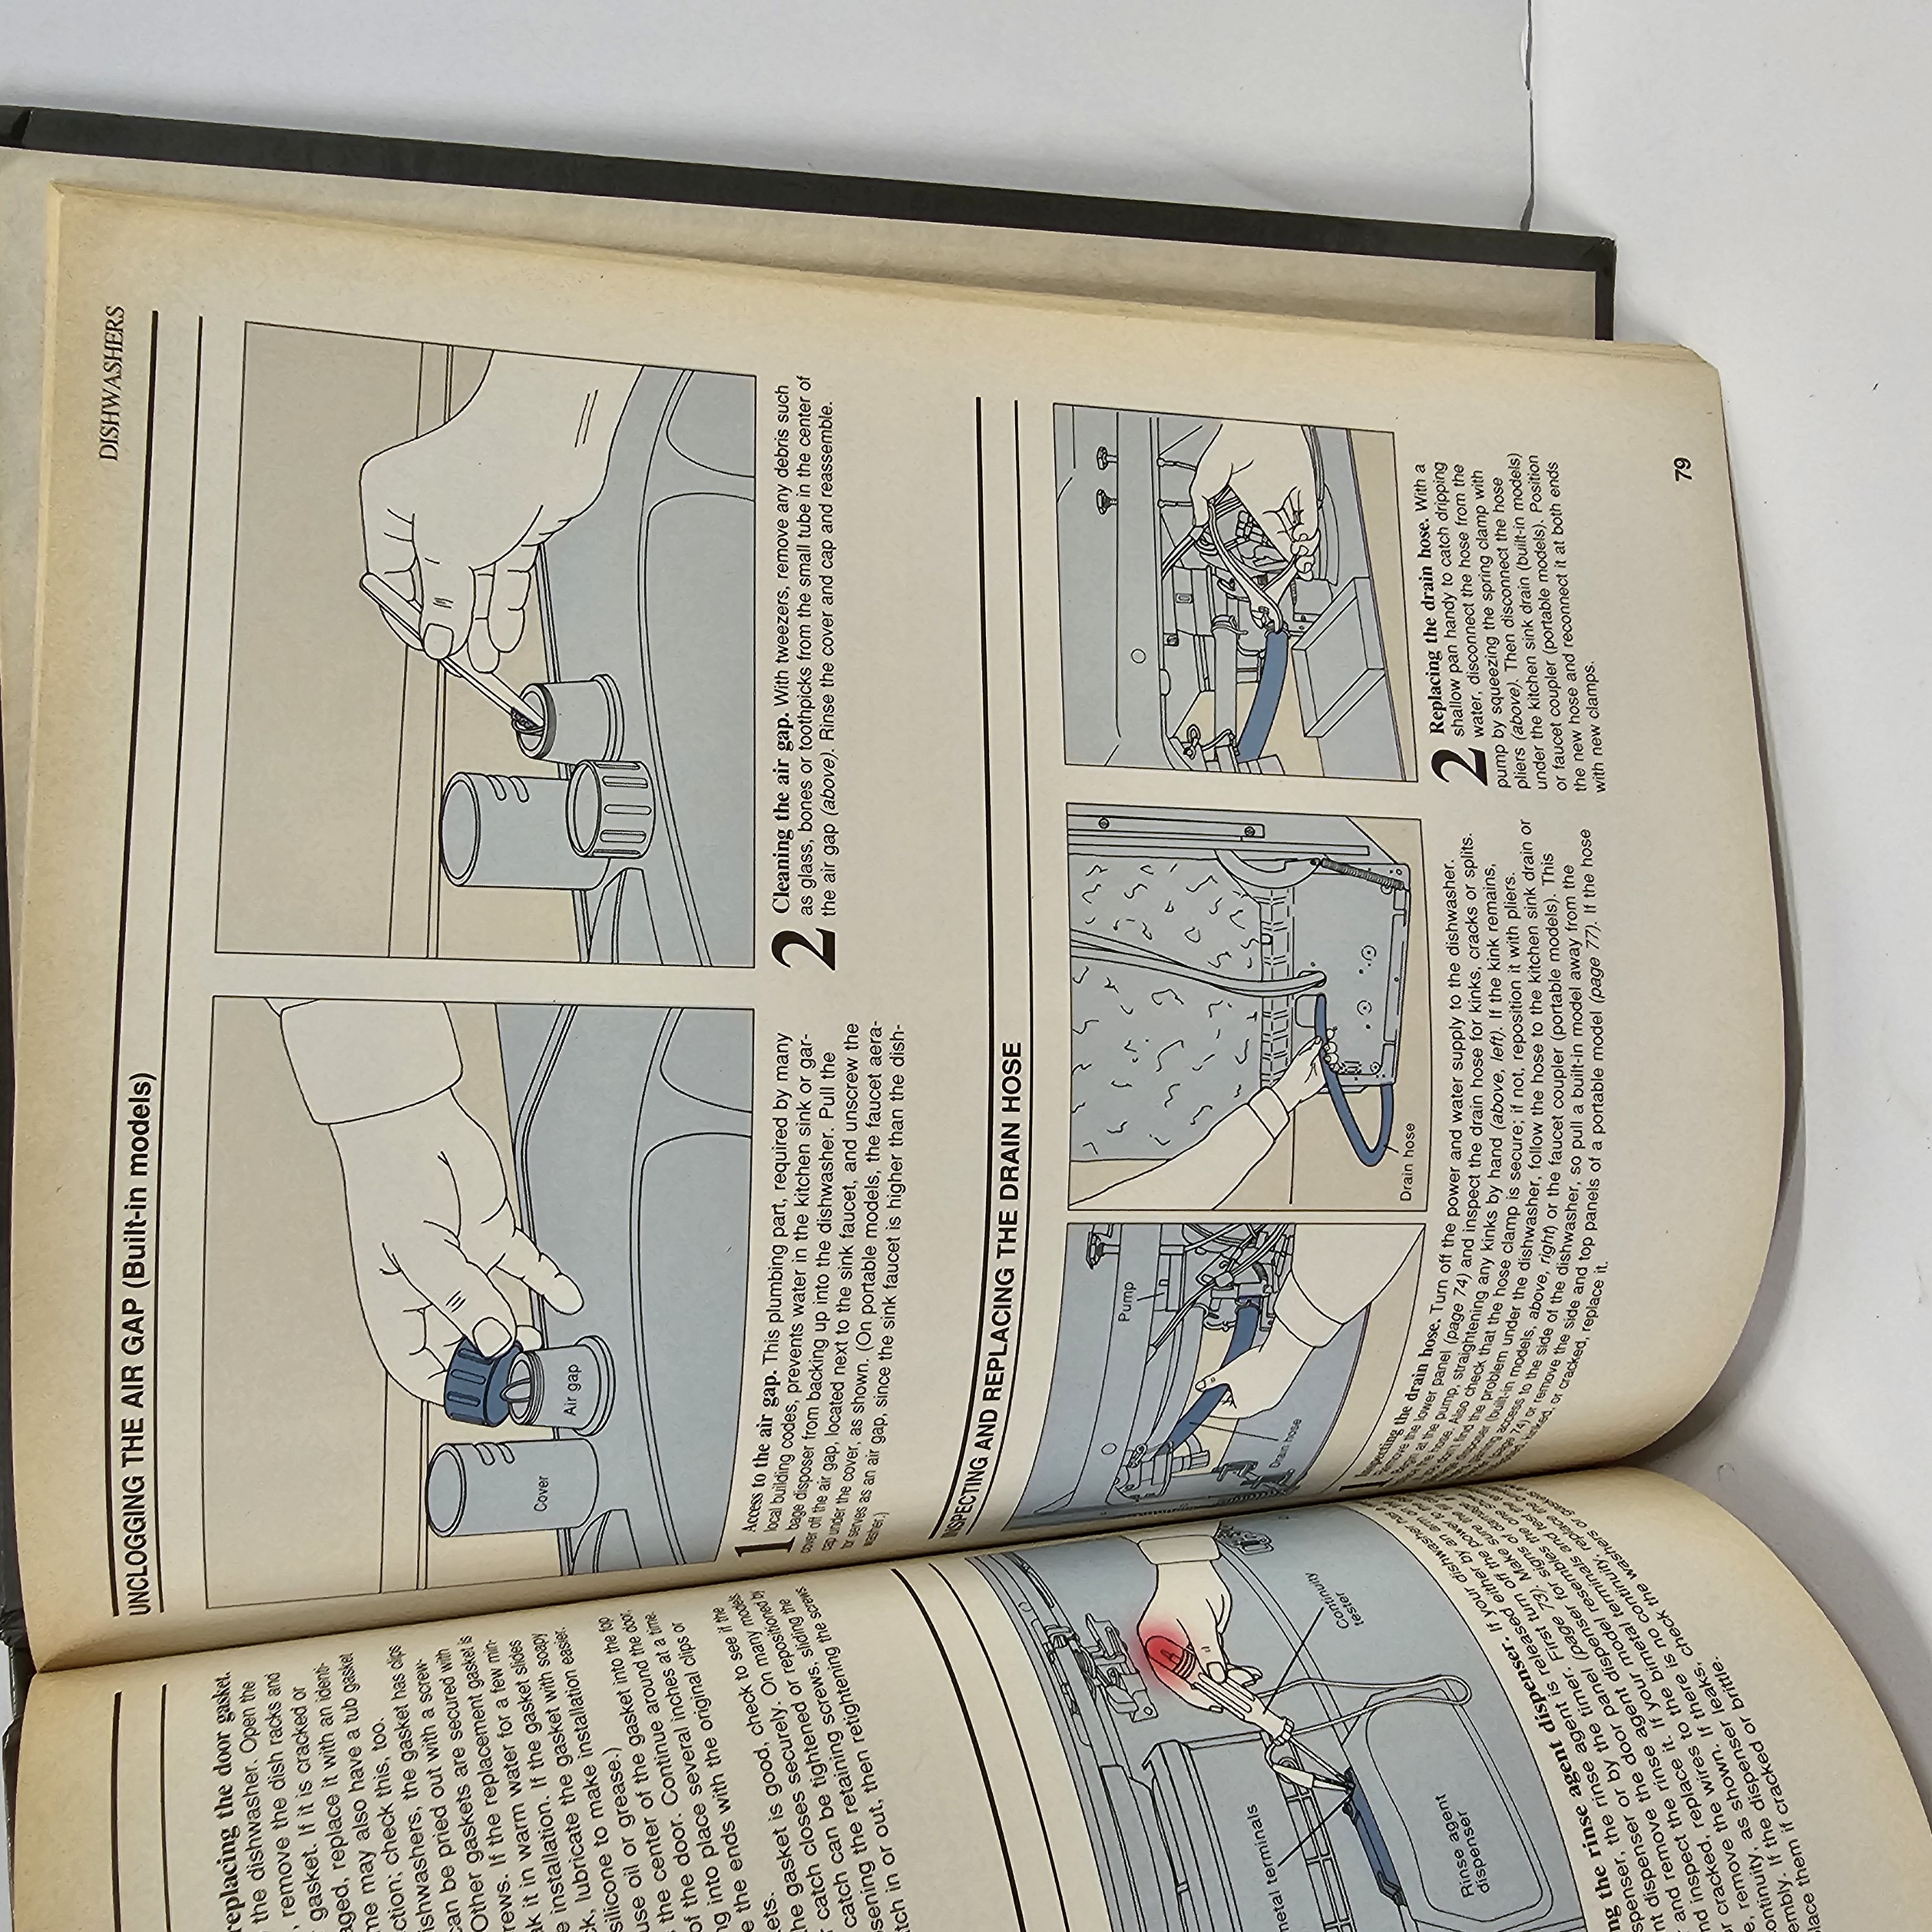 replacing the door gasket.
the dishwasher. Open the
, remove the dish racks and
gasket. If it is cracked or
aged, replace it with an identi-
me may also have a tub gasket
ction; check this, too.
ishwashers, the gasket has clips
can be pried out with a screw-
Other gaskets are secured with
rews. If the replacement gasket is
ak it in warm water for a few min-
e installation. If the gasket slides
ck, lubricate the gasket with soapy
silicone to make installation easier.
use oil or grease.)
the center of the gasket into the top
of the door. Continue around the door,
ng into place several inches at a time.
e the ends with the original clips or
ets.
he gasket is good, check to see if the
r catch closes securely. On many models
catch can be tightened or repositioned by
sening the retaining screws, sliding the
tch in or out, then retightening the screws.
metal terminals
Continuity
tester
Rinse agent
dispenser
ng the rinse agent dispenser. If your dishwasher has a
spenser, the rinse agent is released either by an arm on the
nt dispenser or by the timer. First turn off the power to the
r and remove the door panel (page 73). Make sure the
nd inspect the rinse agent dispenser for signs of damage.
or cracked, replace it. If your model resembles the one
e, remove the wires to the bimetal terminals and test
ontinuity, as shown. If there is no continuity, replace the
embly. If the dispenser leaks, check the washers or gaskets
lace them if cracked or brittle.
DISHWASHERS
UNCLOGGING THE AIR GAP (Built-in models)
Cover
Air gap
1 Access to the air gap. This plumbing part, required by many
local building codes, prevents water in the kitchen sink or gar-
bage disposer from backing up into the dishwasher. Pull the
cover off the air gap, located next to the sink faucet, and unscrew the
cap under the cover, as shown. (On portable models, the faucet aera-
tor serves as an air gap, since the sink faucet is higher than the dish-
washer.)
2 Cleaning the air gap. With tweezers, remove any debris such
as glass, bones or toothpicks from the small tube in the center of
the air gap (above). Rinse the cover and cap and reassemble.
INSPECTING AND REPLACING THE DRAIN HOSE
Pump
Drain hose
Drain hose
1 Inspecting the drain hose. Turn off the power and water supply to the dishwasher.
Remove the lower panel (page 74) and inspect the drain hose for kinks, cracks or splits.
Begin at the pump, straightening any kinks by hand (above, left). If the kink remains,
the hose. Also check that the hose clamp is secure; if not, reposition it with pliers.
can't find the problem under the dishwasher, follow the hose to the kitchen sink drain or
disposer (built-in models, above, right) or the faucet coupler (portable models). This
access to the side of the dishwasher, so pull a built-in model away from the
(page 74) or remove the side and top panels of a portable model (page 77). If the hose
kinked, or cracked, replace it.
2 Replacing the drain hose. With a
shallow pan handy to catch dripping
water, disconnect the hose from the
pump by squeezing the spring clamp with
pliers (above). Then disconnect the hose
under the kitchen sink drain (built-in models)
or faucet coupler (portable models). Position
the new hose and reconnect it at both ends
with new clamps.
79